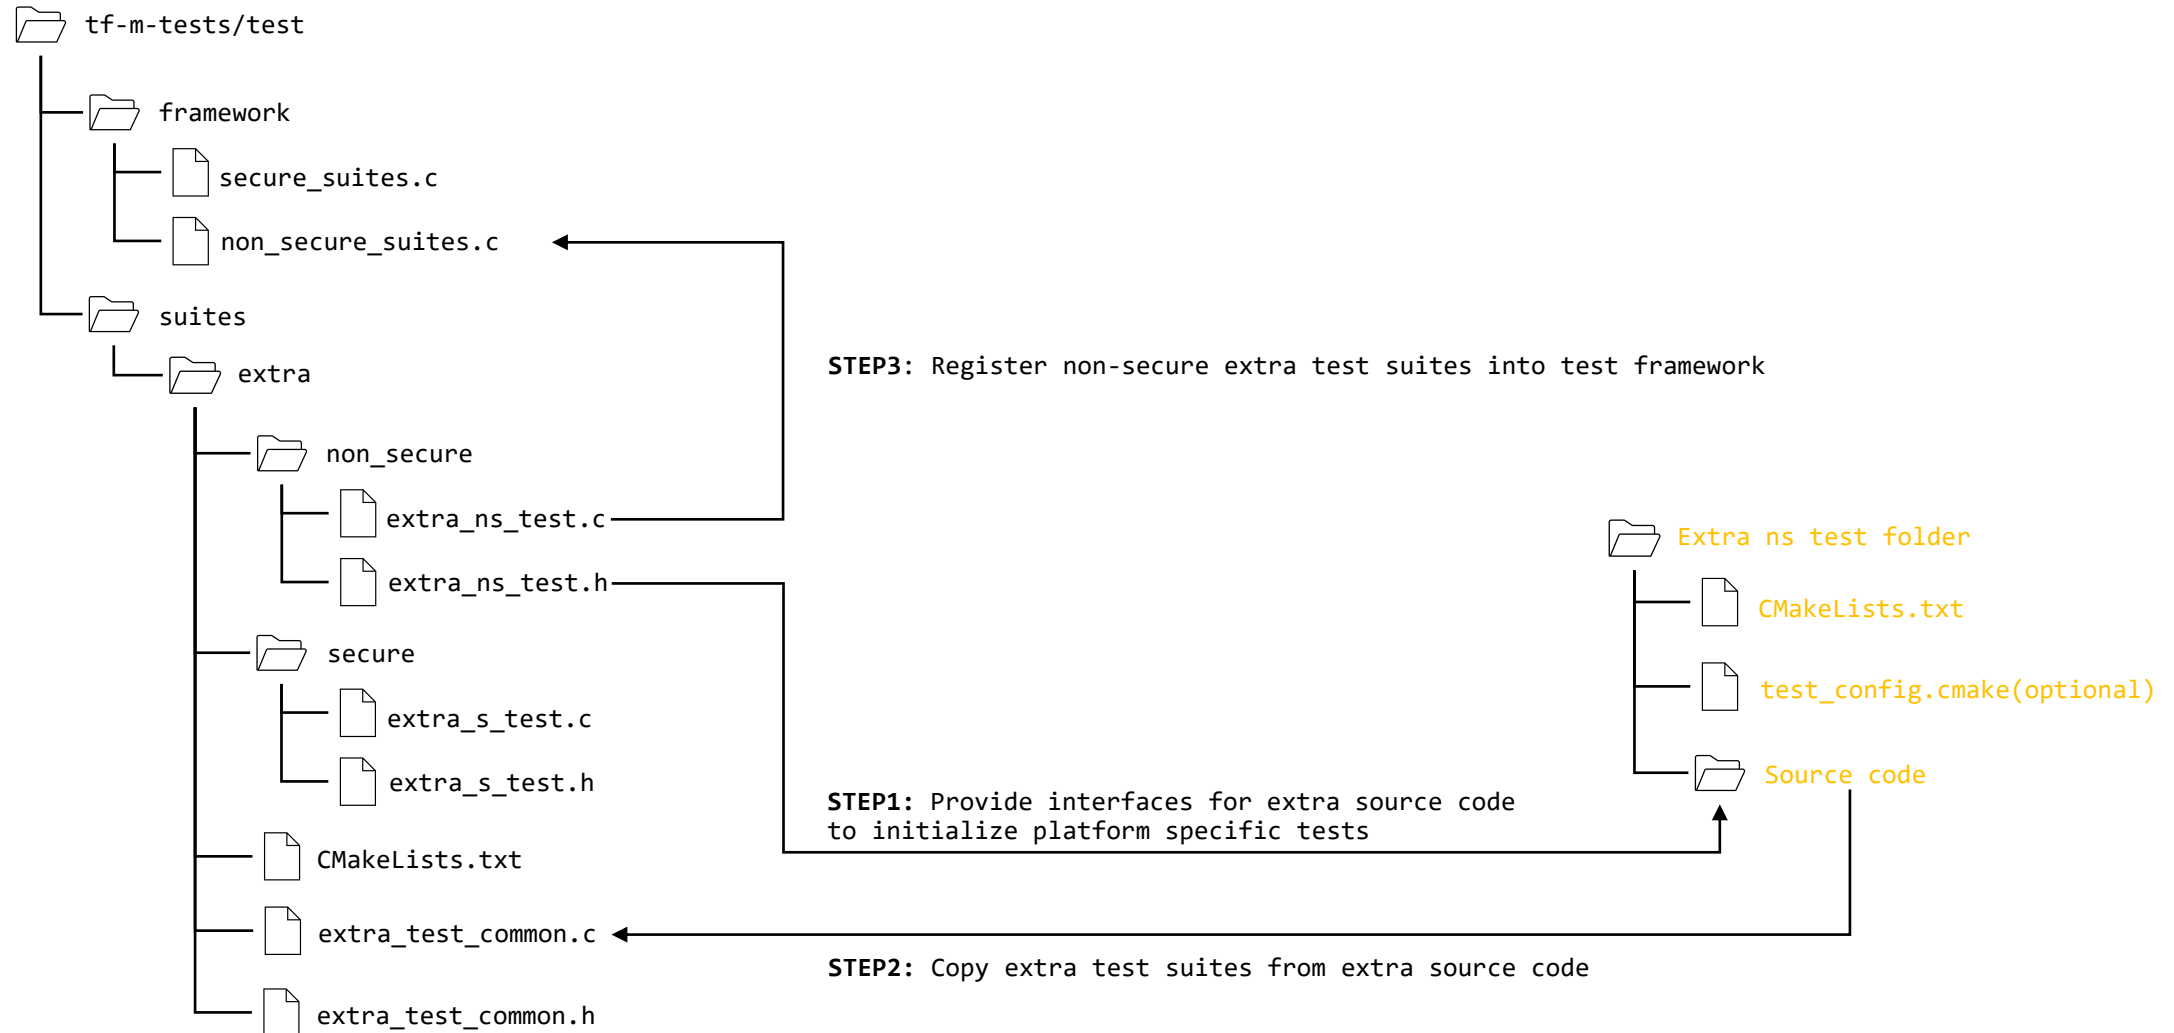 tf-m-tests/test
framework
secure_suites.c
non_secure_suites.c
suites
extra
STEP3: Register non-secure extra test suites into test framework
non_secure
extra_ns_test.c
extra_ns_test.h
secure
extra_s_test.c
extra_s_test.h
CMakeLists.txt
extra_test_common.c
extra_test_common.h
Extra ns test folder
CMakeLists.txt
test_config.cmake(optional)
Source code
STEP1: Provide interfaces for extra source code
to initialize platform specific tests
STEP2: Copy extra test suites from extra source code